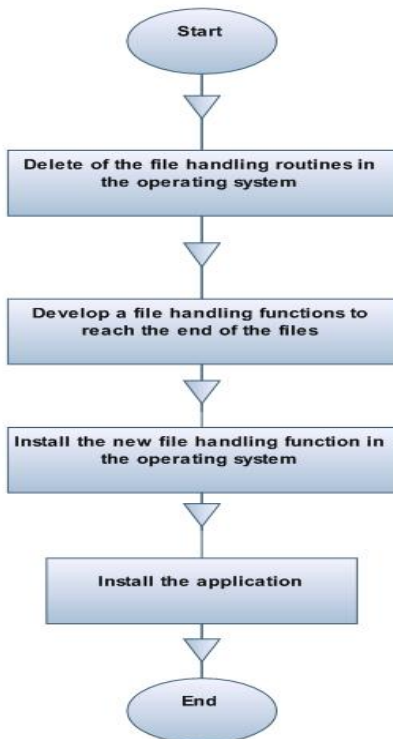 Start
Delete of the file handling routines in
the operating system
Develop a file handling functions to
reach the end of the files
Install the new file handling function in
the operating system
Install the application
End